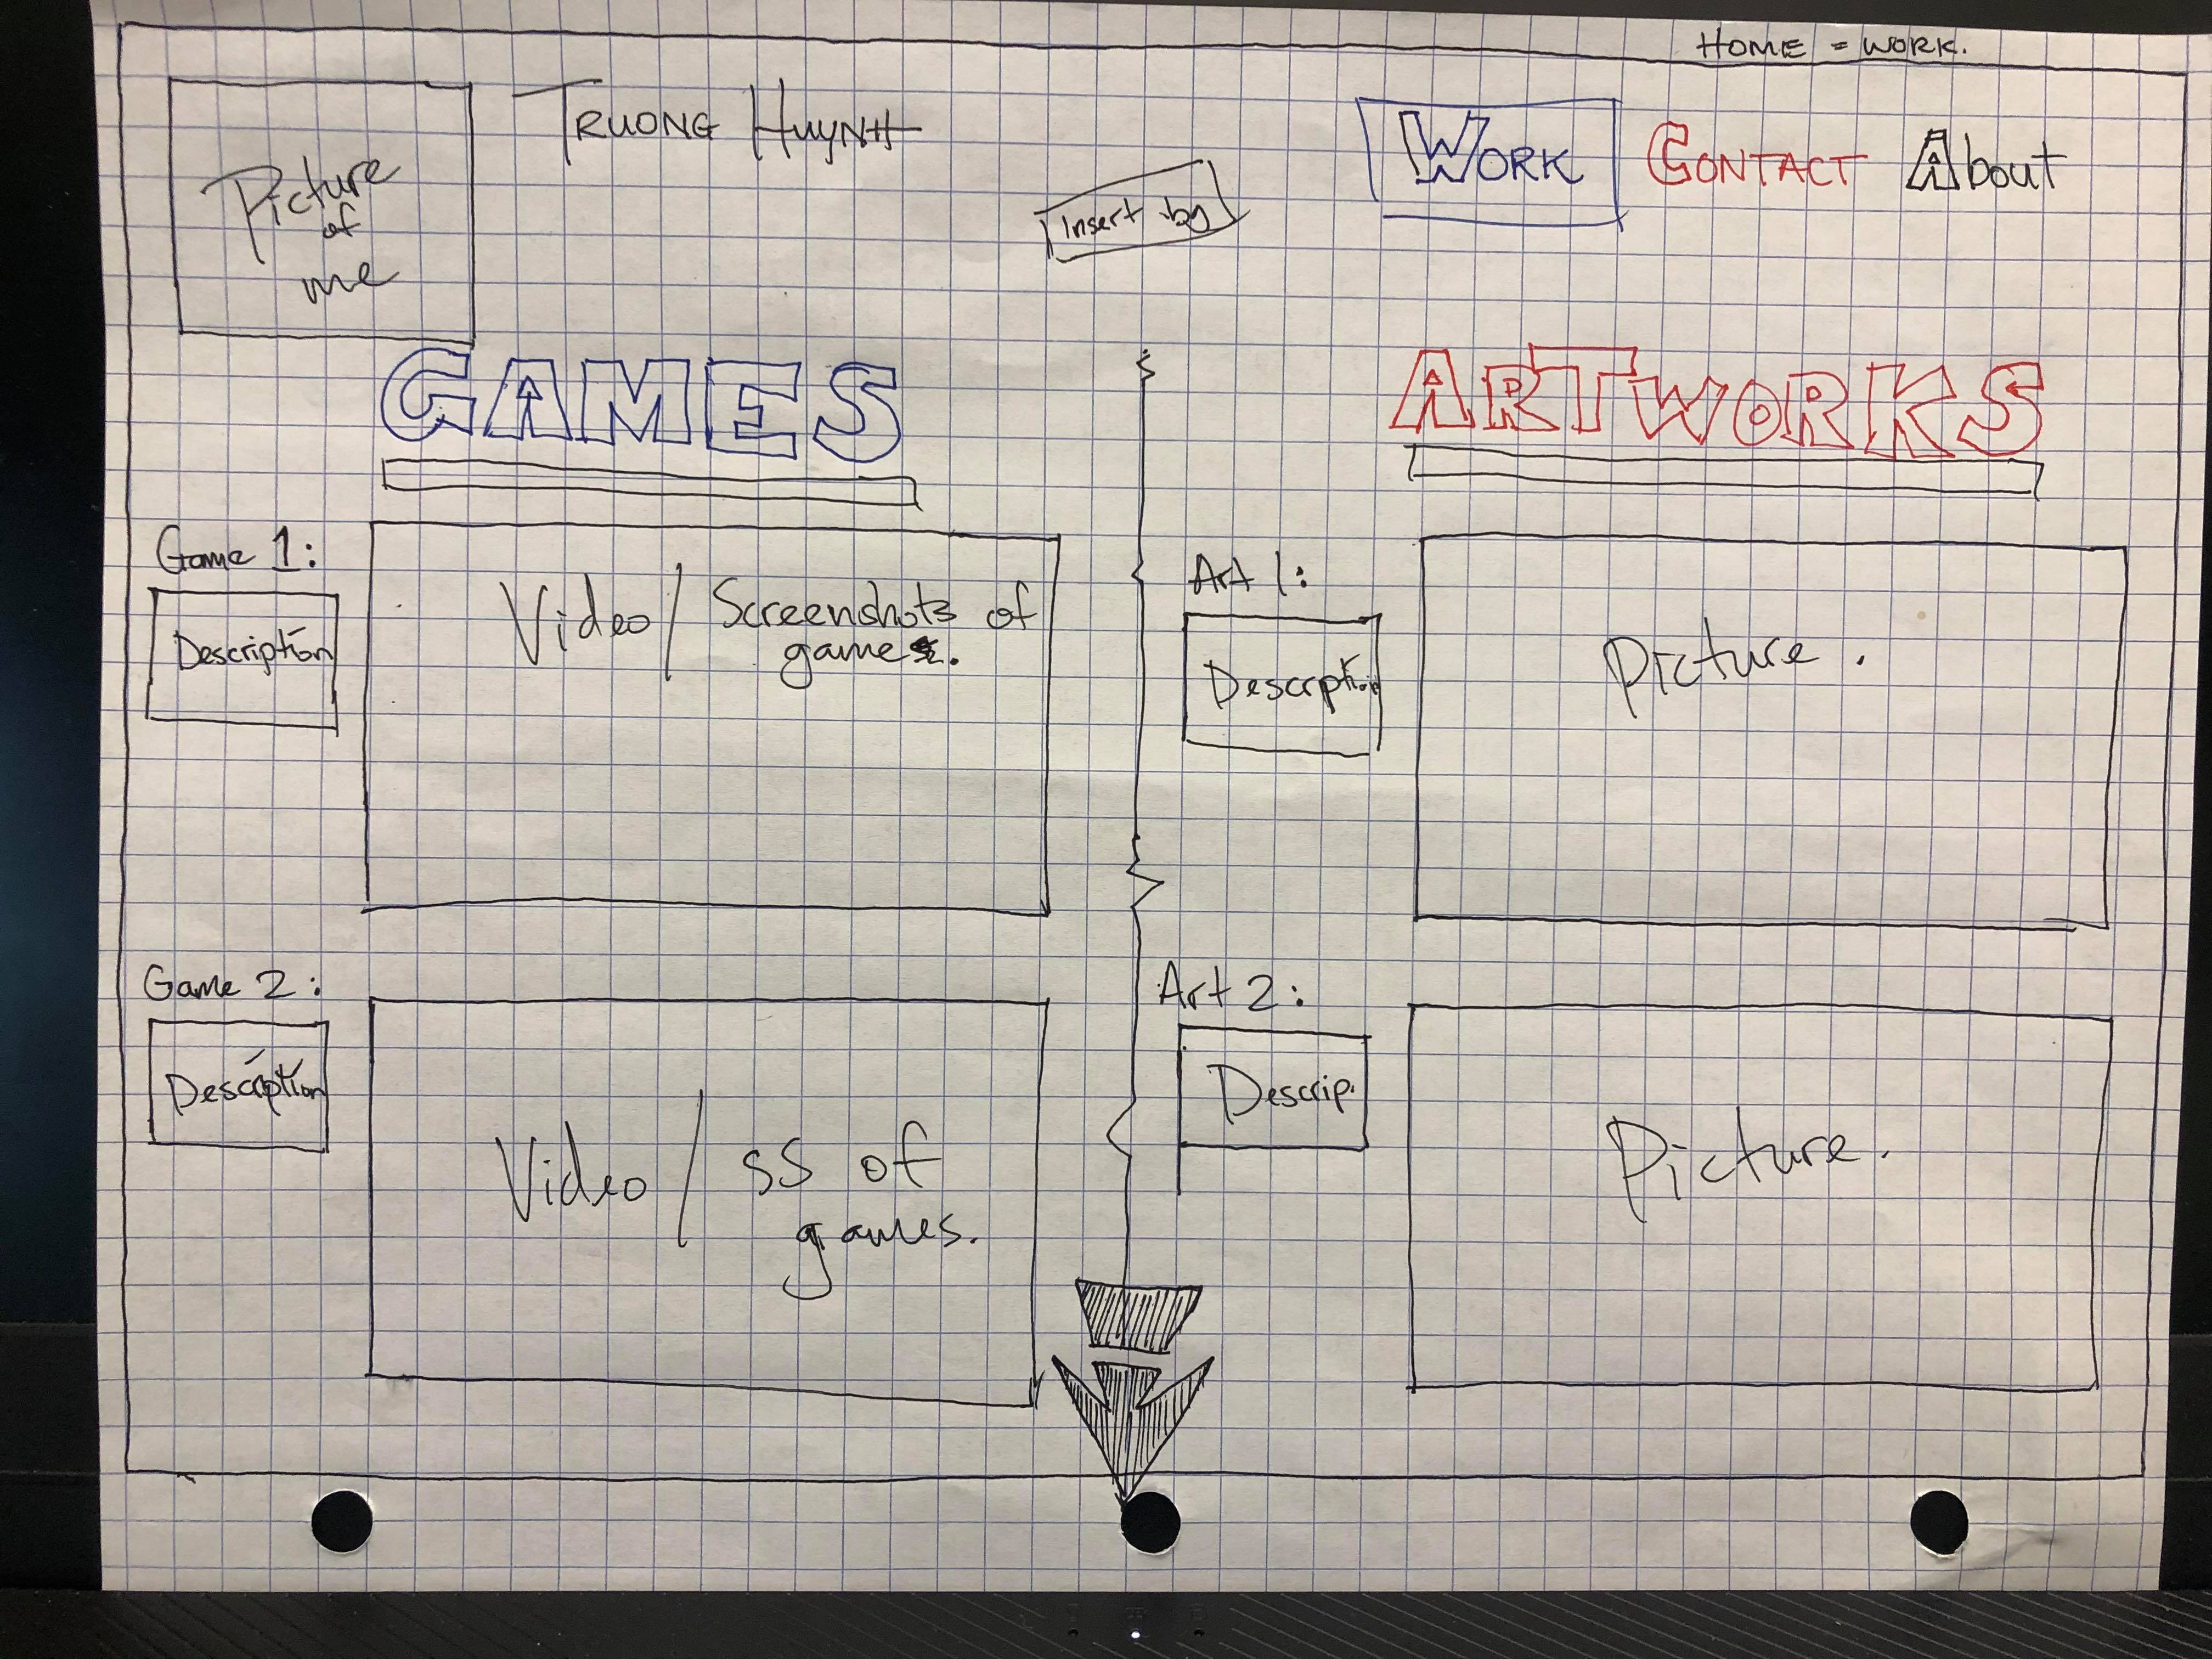 HOME = WORK.
TRUONG HUYNH
WORK CONTACT About
Picture
of
me
Insert bg
GAMES
ARTWORKS
Game 1:
Description
Video / Screenshots of
games.
Art 1:
Descrption
Picture.
Game 2:
Description
Video / ss of
games.
Art 2:
Descrip.
Picture.